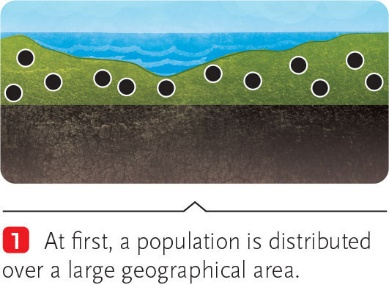 1 At first, a population is distributed
over a large geographical area.